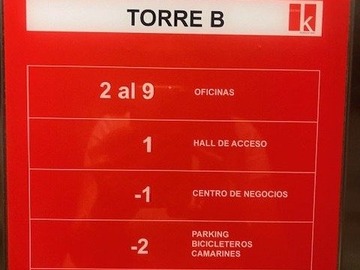 TORRE B
k
2 al 9 OFICINAS
1 HALL DE ACCESO
-1 CENTRO DE NEGOCIOS
-2 PARKING
BICICLETEROS
CAMARINES